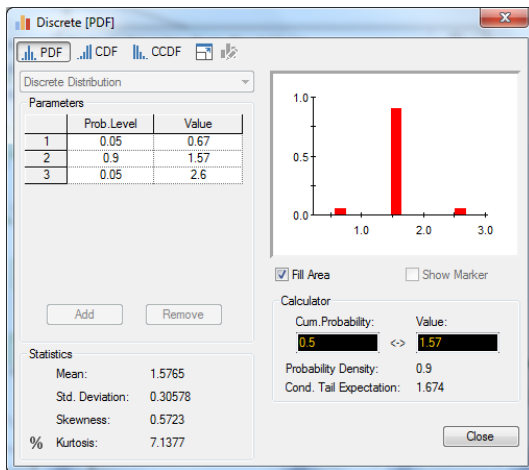 Discrete [PDF]
PDF CDF CCDF
Discrete Distribution
Parameters
Prob.Level Value
1 0.05 0.67
2 0.9 1.57
3 0.05 2.6
Add Remove
Statistics
Mean: 1.5765
Std. Deviation: 0.30578
Skewness: 0.5723
% Kurtosis: 7.1377
1.0
0.5
0.0
1.0 2.0 3.0
Fill Area Show Marker
Calculator
Cum.Probability: Value:
0.5 <-> 1.57
Probability Density: 0.9
Cond. Tail Expectation: 1.674
Close